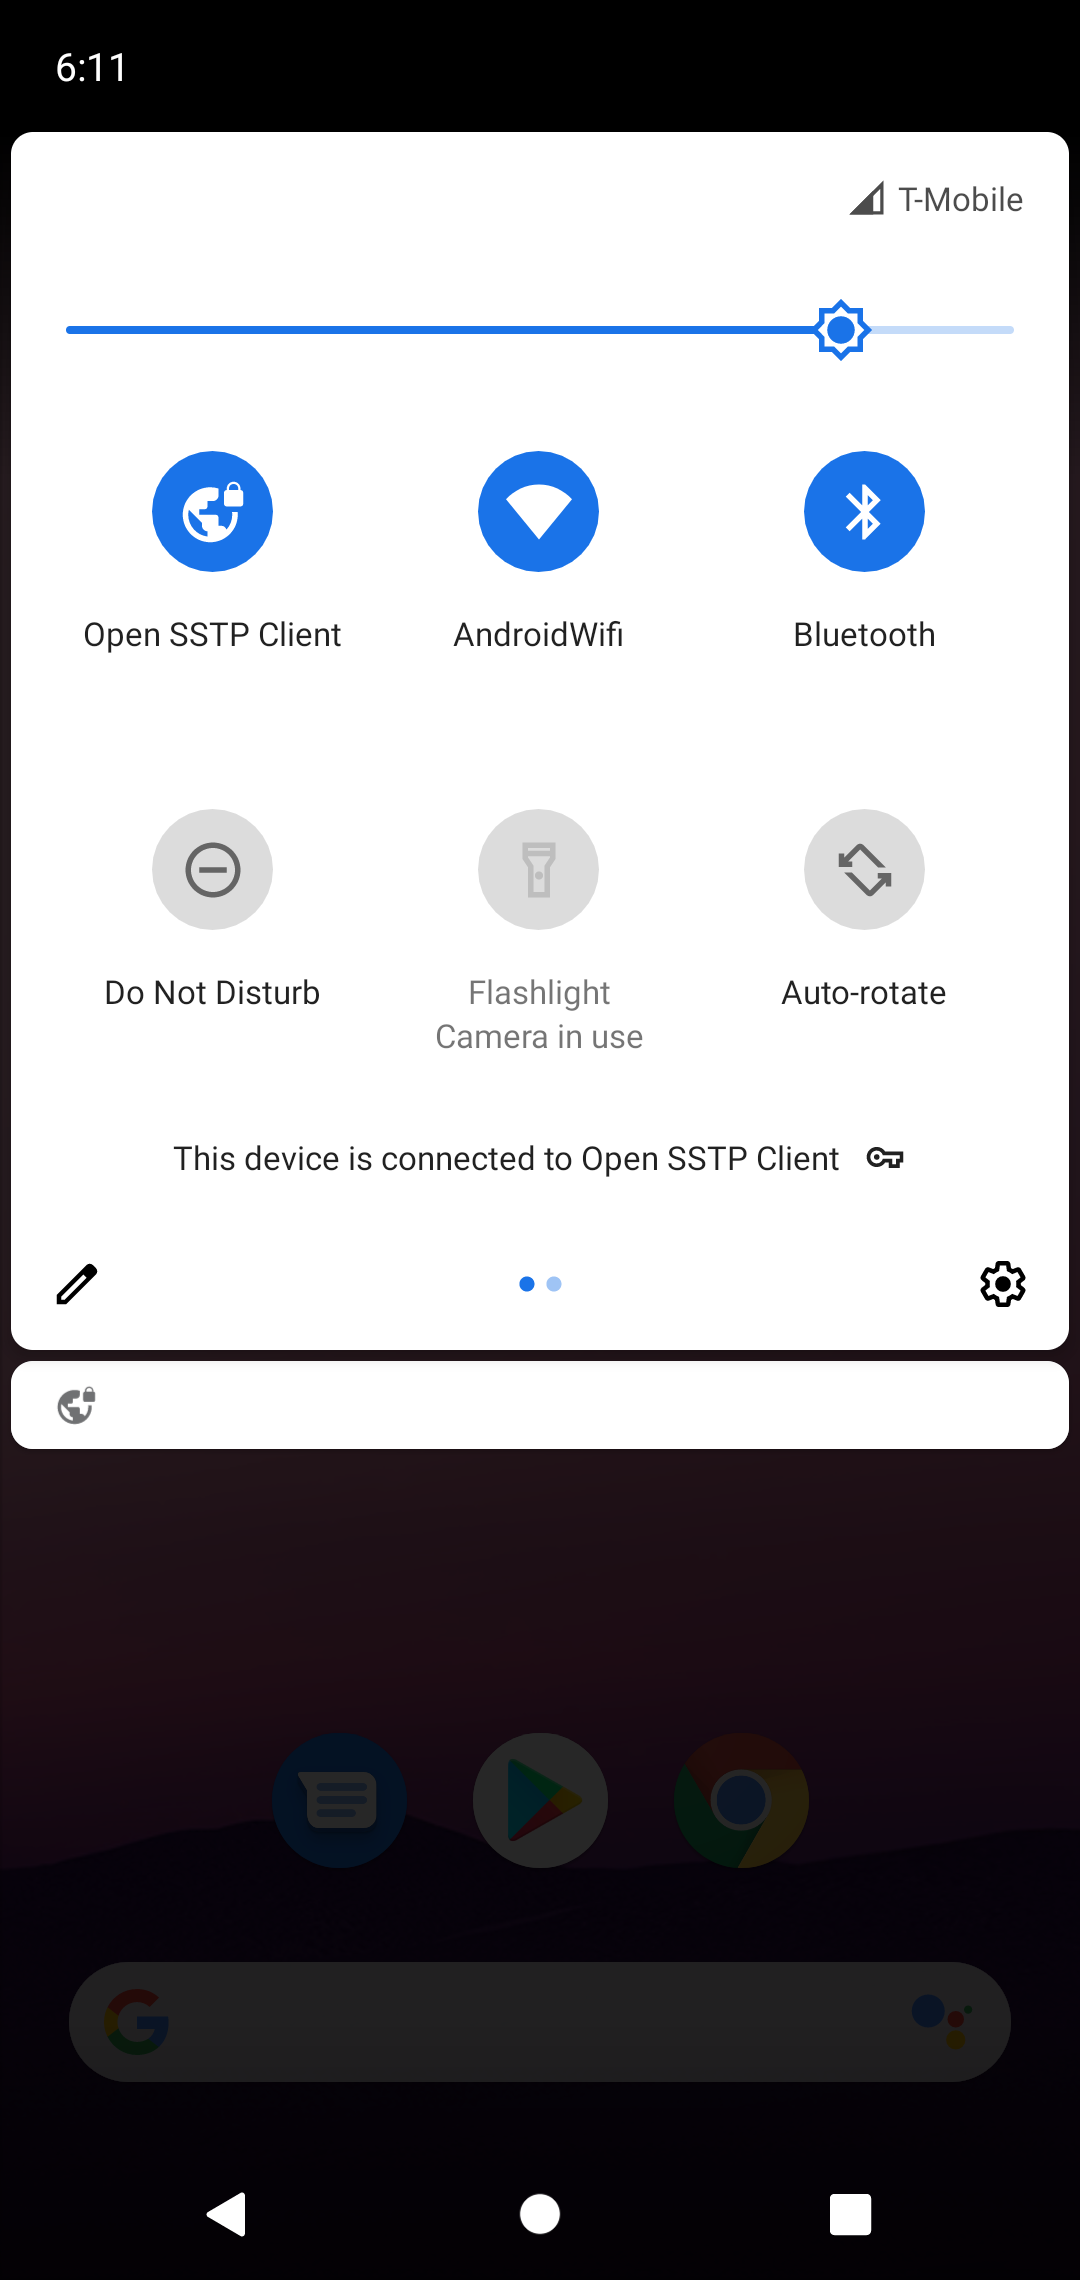 6:11
T-Mobile
Open SSTP Client
AndroidWifi
Bluetooth
Do Not Disturb
Flashlight
Camera in use
Auto-rotate
This device is connected to Open SSTP Client